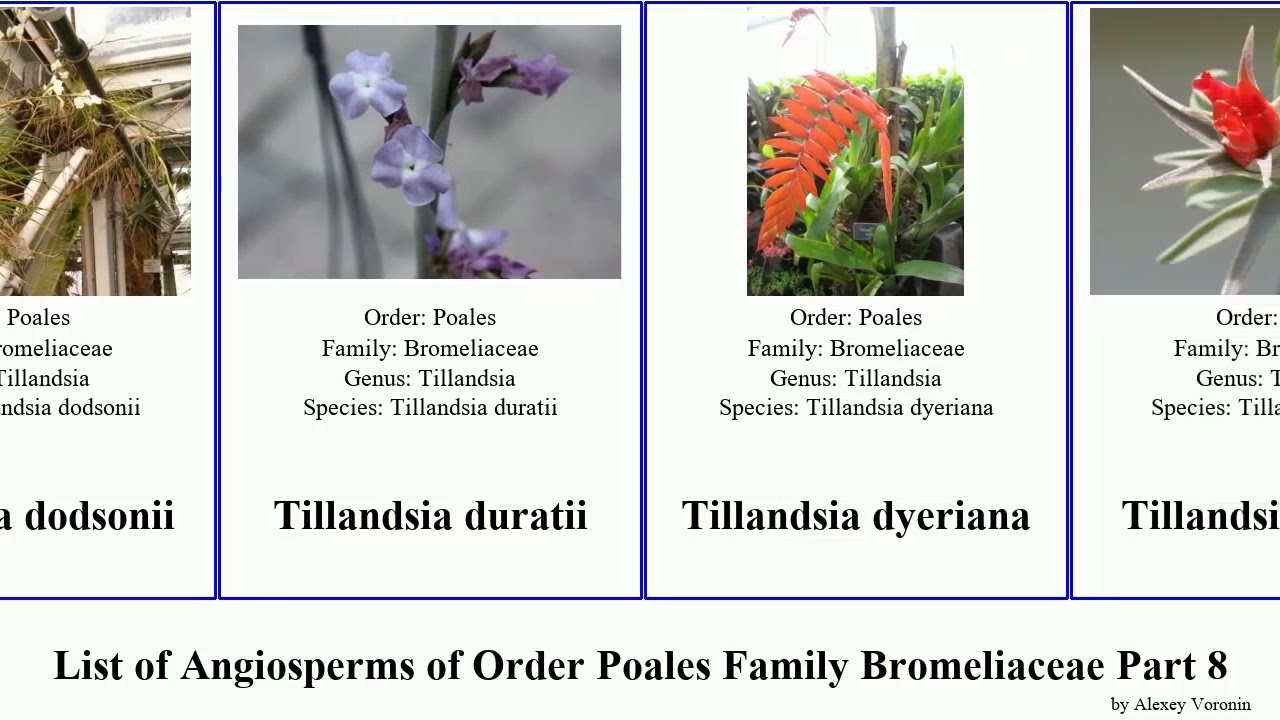 Poales
romeliaceae
Tillandsia
ndsia dodsonii
a dodsonii
Order: Poales
Family: Bromeliaceae
Genus: Tillandsia
Species: Tillandsia duratii
Tillandsia duratii
Order: Poales
Family: Bromeliaceae
Genus: Tillandsia
Species: Tillandsia dyeriana
Tillandsia dyeriana
Order:
Family: Br
Genus: T
Species: Tilla
Tillandsi
List of Angiosperms of Order Poales Family Bromeliaceae Part 8
by Alexey Voronin